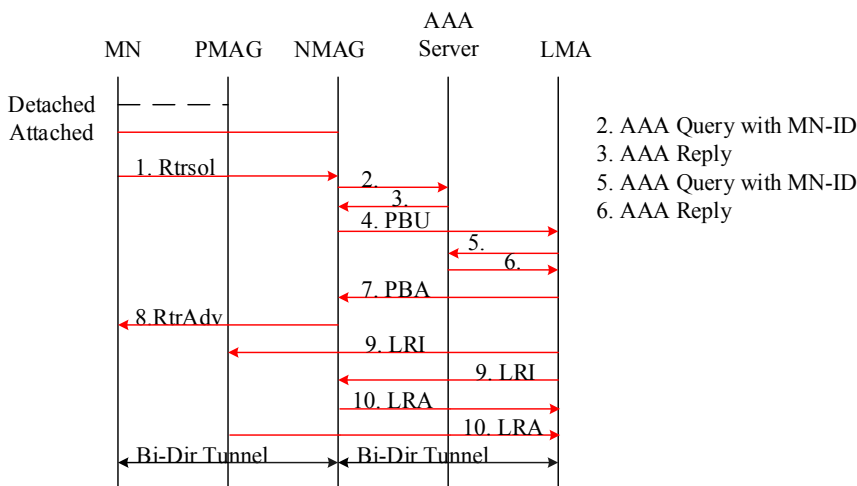 MN PMAG NMAG AAA Server LMA
Detached
Attached
1. Rtrsol
2.
3.
4. PBU
5.
6.
7. PBA
8.RtrAdv
9. LRI
9. LRI
10. LRA
10. LRA
Bi-Dir Tunnel Bi-Dir Tunnel
2. AAA Query with MN-ID
3. AAA Reply
5. AAA Query with MN-ID
6. AAA Reply